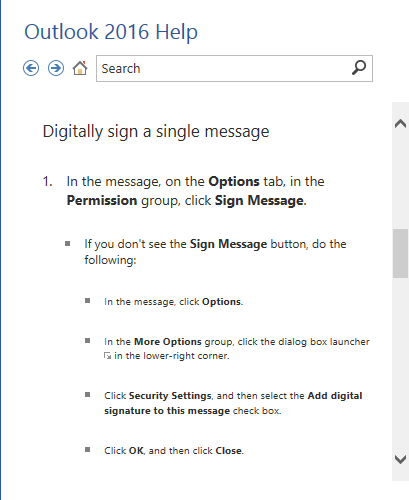 Outlook 2016 Help
Search
Digitally sign a single message
1. In the message, on the Options tab, in the
Permission group, click Sign Message.
If you don't see the Sign Message button, do the
following:
In the message, click Options.
In the More Options group, click the dialog box launcher
in the lower-right corner.
Click Security Settings, and then select the Add digital
signature to this message check box.
Click OK, and then click Close.